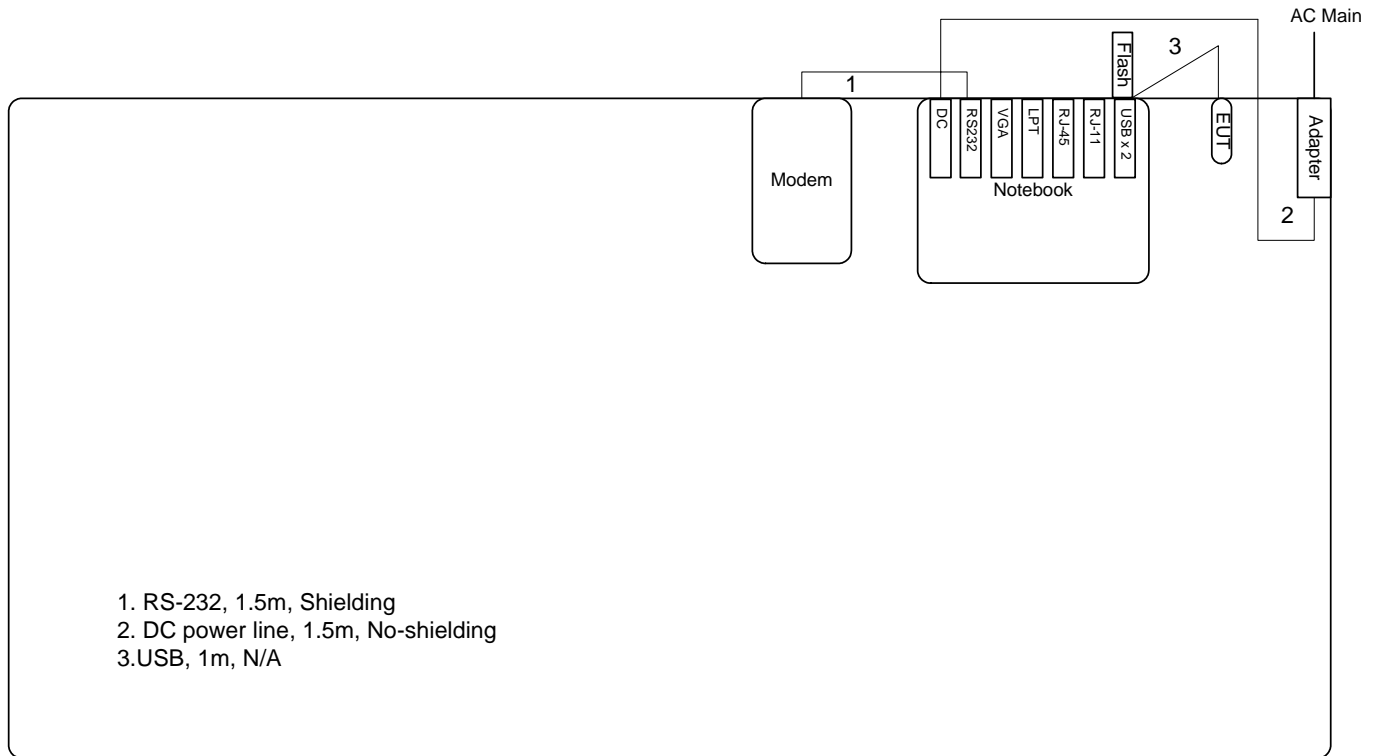 AC Main
3
Flash
1
DC
RS232
VGA
LPT
RJ-45
RJ-11
USB x 2
EUT
Adapter
Modem
Notebook
2
1. RS-232, 1.5m, Shielding
2. DC power line, 1.5m, No-shielding
3.USB, 1m, N/A